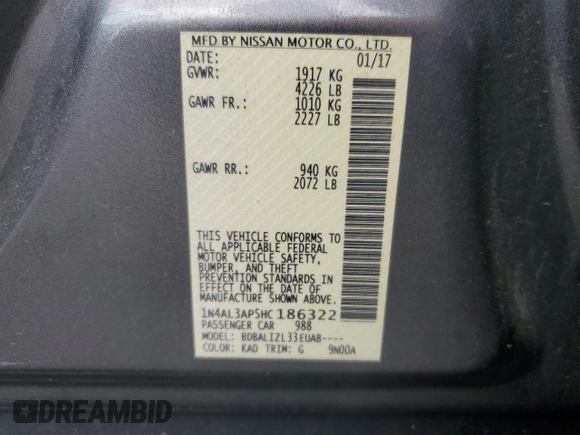 MFD BY NISSAN MOTOR CO., LTD.
DATE: 01/17
GVWR: 1917 KG
4226 LB
GAWR FR.: 1010 KG
2227 LB
GAWR RR.: 940 KG
2072 LB
THIS VEHICLE CONFORMS TO
ALL APPLICABLE FEDERAL
MOTOR VEHICLE SAFETY,
BUMPER, AND THEFT
PREVENTION STANDARDS IN
EFFECT ON THE DATE OF
MANUFACTURE SHOWN ABOVE.
1N4AL3AP5HC186322
PASSENGER CAR 988
MODEL: BDBALIZL33EUAB----
COLOR: KAD TRIM: G 9N00A
DREAMBID